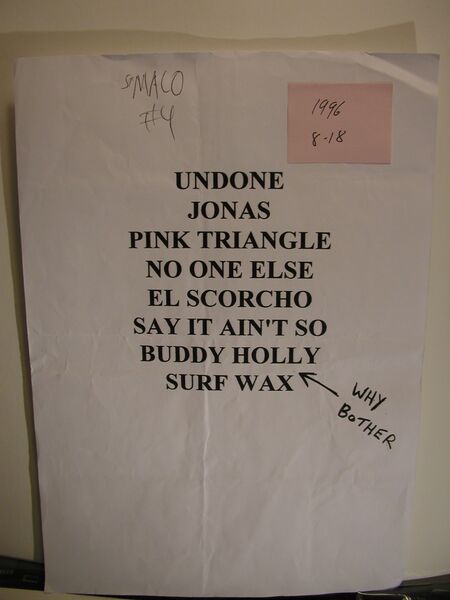 SMACO
#4
1996
8-18
UNDONE
JONAS
PINK TRIANGLE
NO ONE ELSE
EL SCORCHO
SAY IT AIN'T SO
BUDDY HOLLY
SURF WAX
WHY
BOTHER